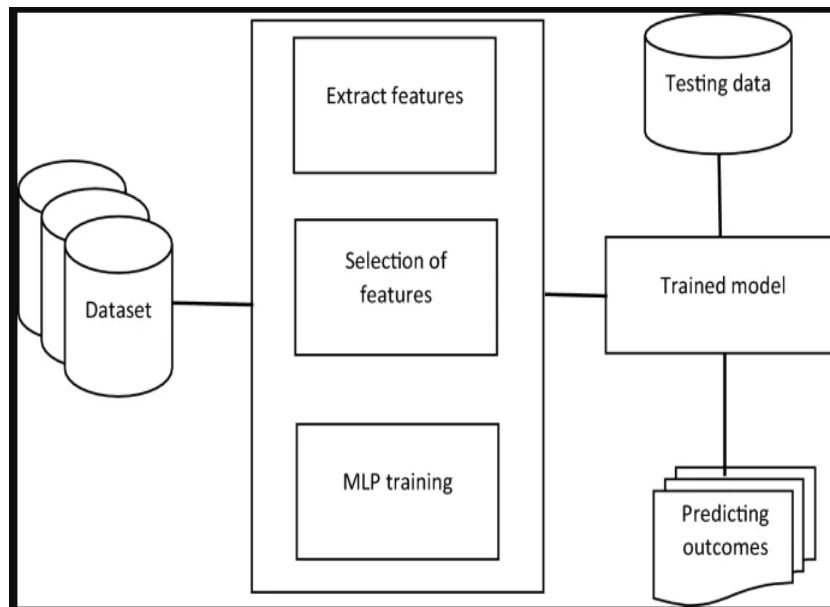 Extract features
Testing data
Selection of
features
Trained model
Dataset
MLP training
Predicting
outcomes